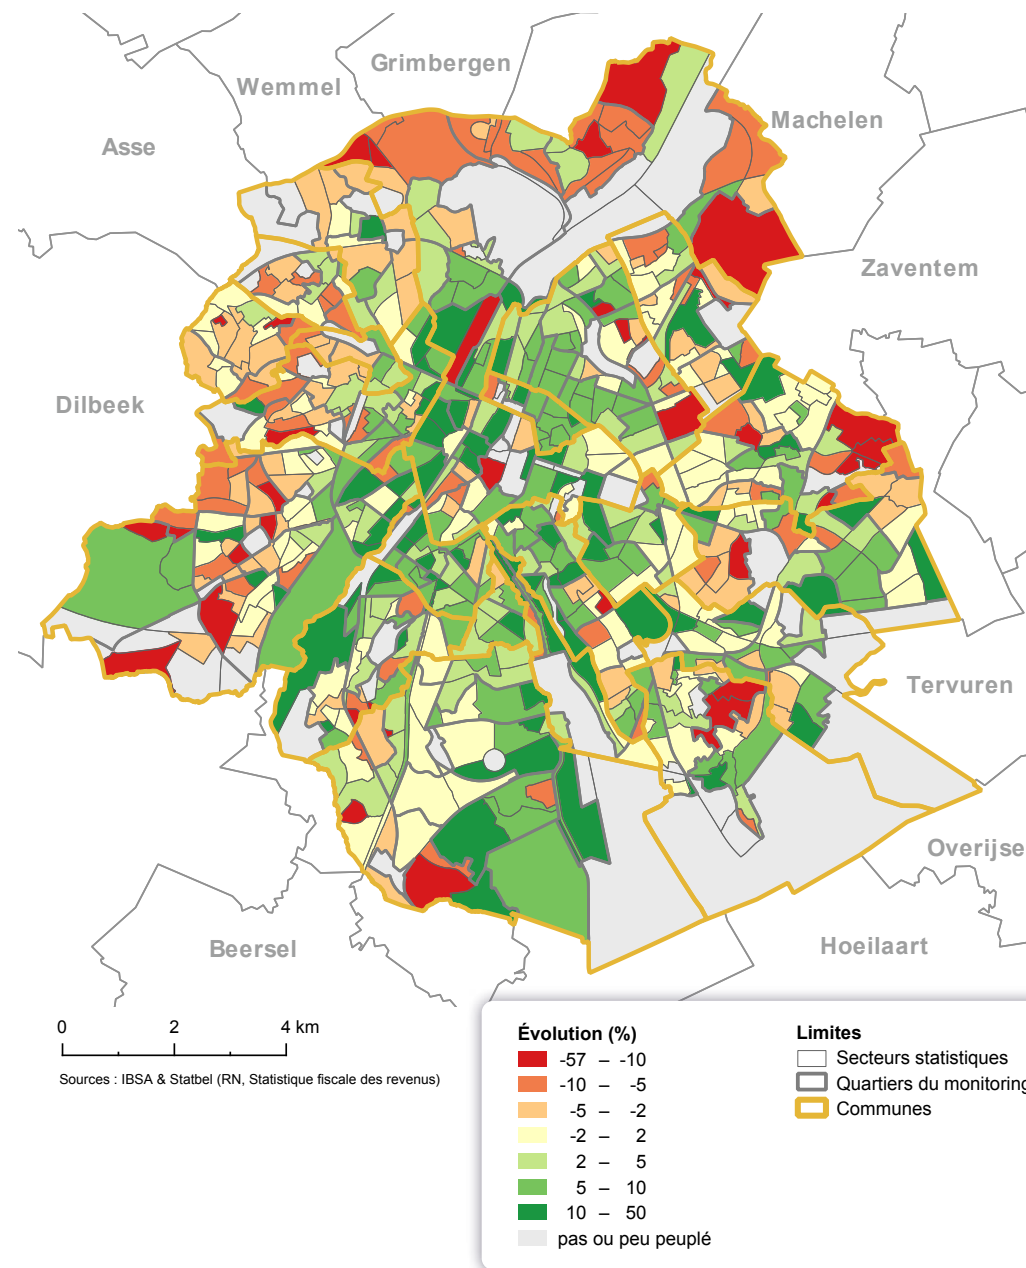 Grimbergen
Wemmel
Machelen
Asse
Zaventem
Dilbeek
Tervuren
Overijse
Beersel
Hoeilaart
0 2 4 km
Sources : IBSA & Statbel (RN, Statistique fiscale des revenus)
Évolution (%)
-57 – -10
-10 – -5
-5 – -2
-2 – 2
2 – 5
5 – 10
10 – 50
pas ou peu peuplé
Limites
Secteurs statistiques
Quartiers du monitoring
Communes